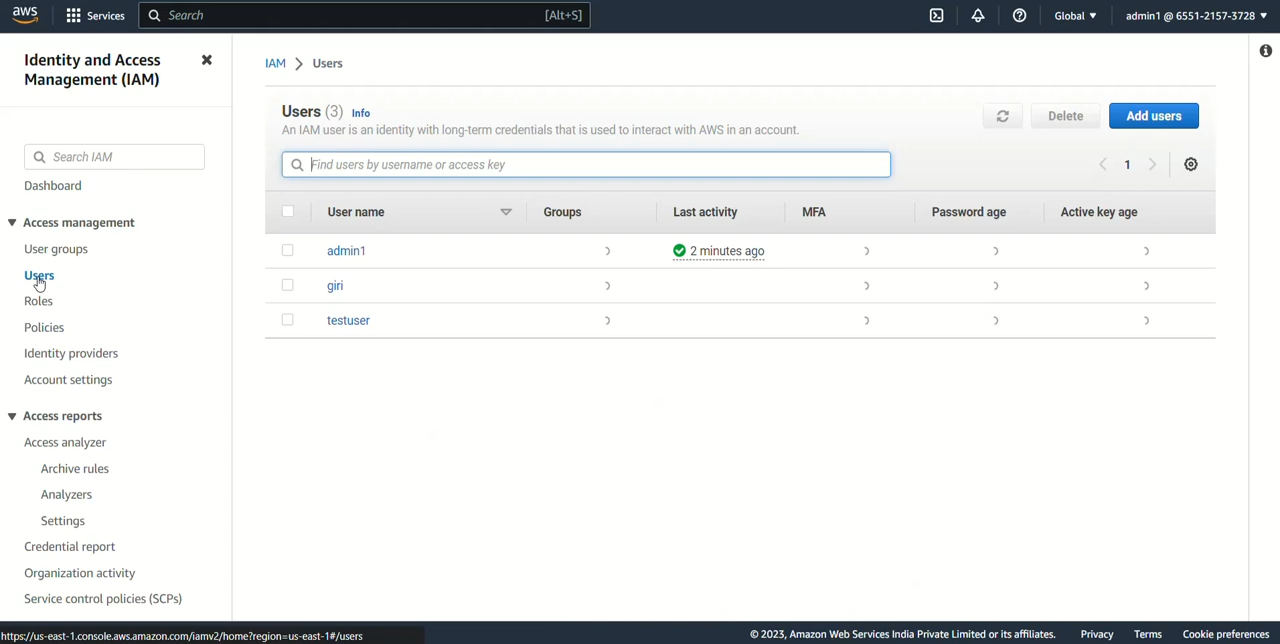 aws
Services
Search
[Alt+S]
Global
admin1 @ 6551-2157-3728
Identity and Access
Management (IAM)
Search IAM
Dashboard
Access management
User groups
Users
Roles
Policies
Identity providers
Account settings
Access reports
Access analyzer
Archive rules
Analyzers
Settings
Credential report
Organization activity
Service control policies (SCPs)
IAM > Users
Users (3) Info
An IAM user is an identity with long-term credentials that is used to interact with AWS in an account.
Delete
Add users
Find users by username or access key
1
User name
Groups
Last activity
MFA
Password age
Active key age
admin1
2 minutes ago
giri
testuser
https://us-east-1.console.aws.amazon.com/iamv2/home?region=us-east-1#/users
© 2023, Amazon Web Services India Private Limited or its affiliates.
Privacy
Terms
Cookie preferences